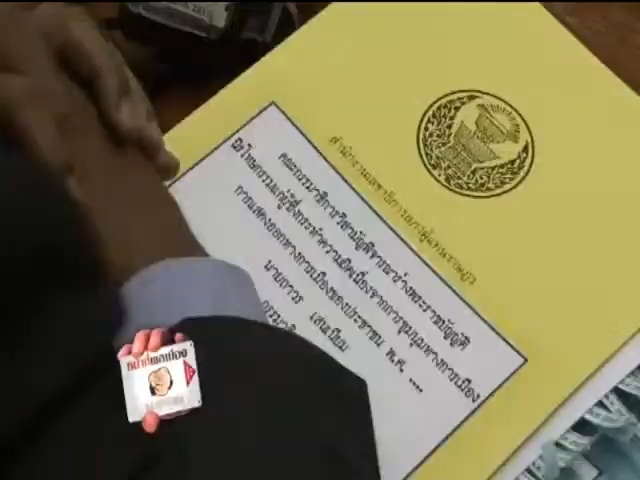 สำนักงานเลขาธิการสภาผู้แทนราษฎร
คณะกรรมาธิการวิสามัญพิจารณาร่างพระราชบัญญัติ
นิรโทษกรรมแก่ผู้ซึ่งกระทำความผิดเนื่องจากการชุมนุมทางการเมือง
การแสดงออกทางการเมืองของประชาชน พ.ศ. ....
นายถาวร เสนเนียม
กรรมาธิ